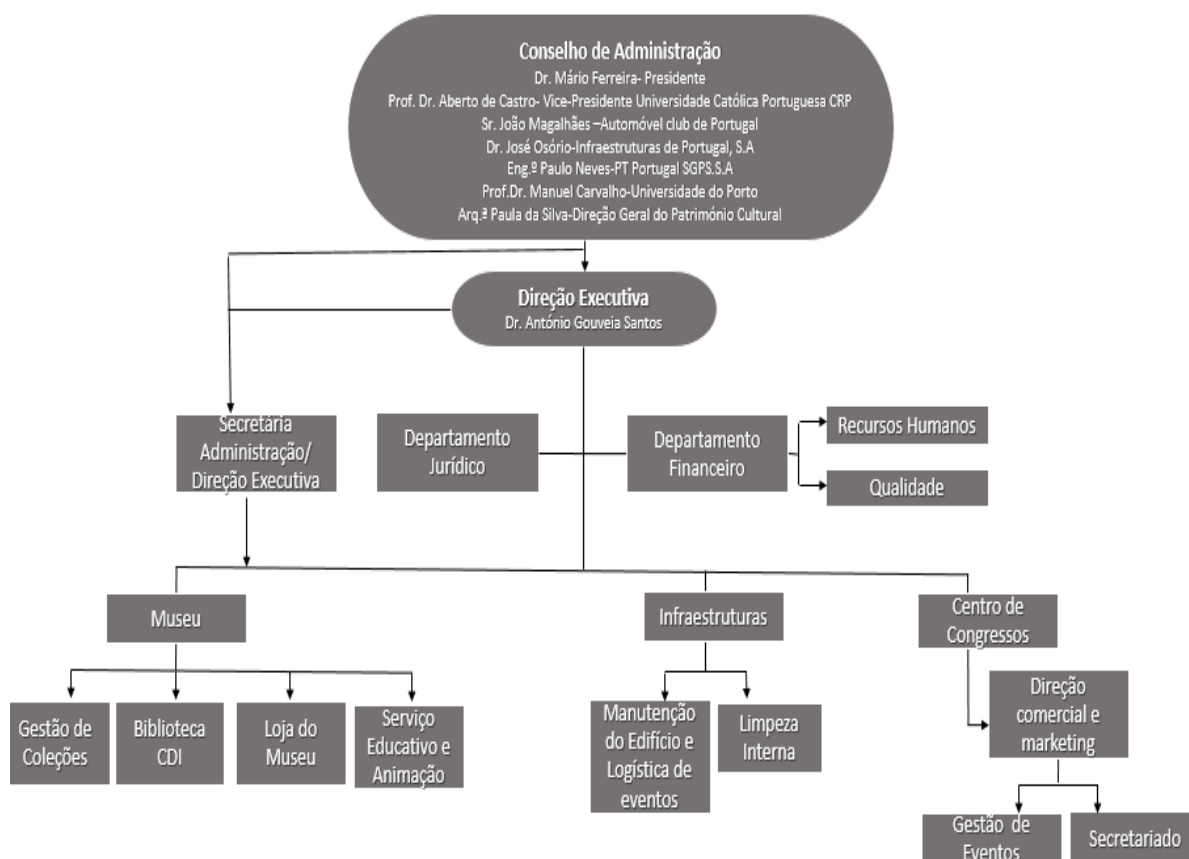 Conselho de Administração
Dr. Mário Ferreira- Presidente
Prof. Dr. Aberto de Castro- Vice-Presidente Universidade Católica Portuguesa CRP
Sr. João Magalhães –Automóvel club de Portugal
Dr. José Osório-Infraestruturas de Portugal, S.A
Eng.º Paulo Neves-PT Portugal SGPS.S.A
Prof.Dr. Manuel Carvalho-Universidade do Porto
Arq.ª Paula da Silva-Direção Geral do Património Cultural
Direção Executiva
Dr. António Gouveia Santos
Secretária
Administração/
Direção Executiva
Departamento
Jurídico
Departamento
Financeiro
Recursos Humanos
Qualidade
Museu
Infraestruturas
Centro de
Congressos
Gestão de
Coleções
Biblioteca
CDI
Loja do
Museu
Serviço
Educativo e
Animação
Manutenção
do Edifício e
Logística de
eventos
Limpeza
Interna
Direção
comercial e
marketing
Gestão de
Eventos
Secretariado